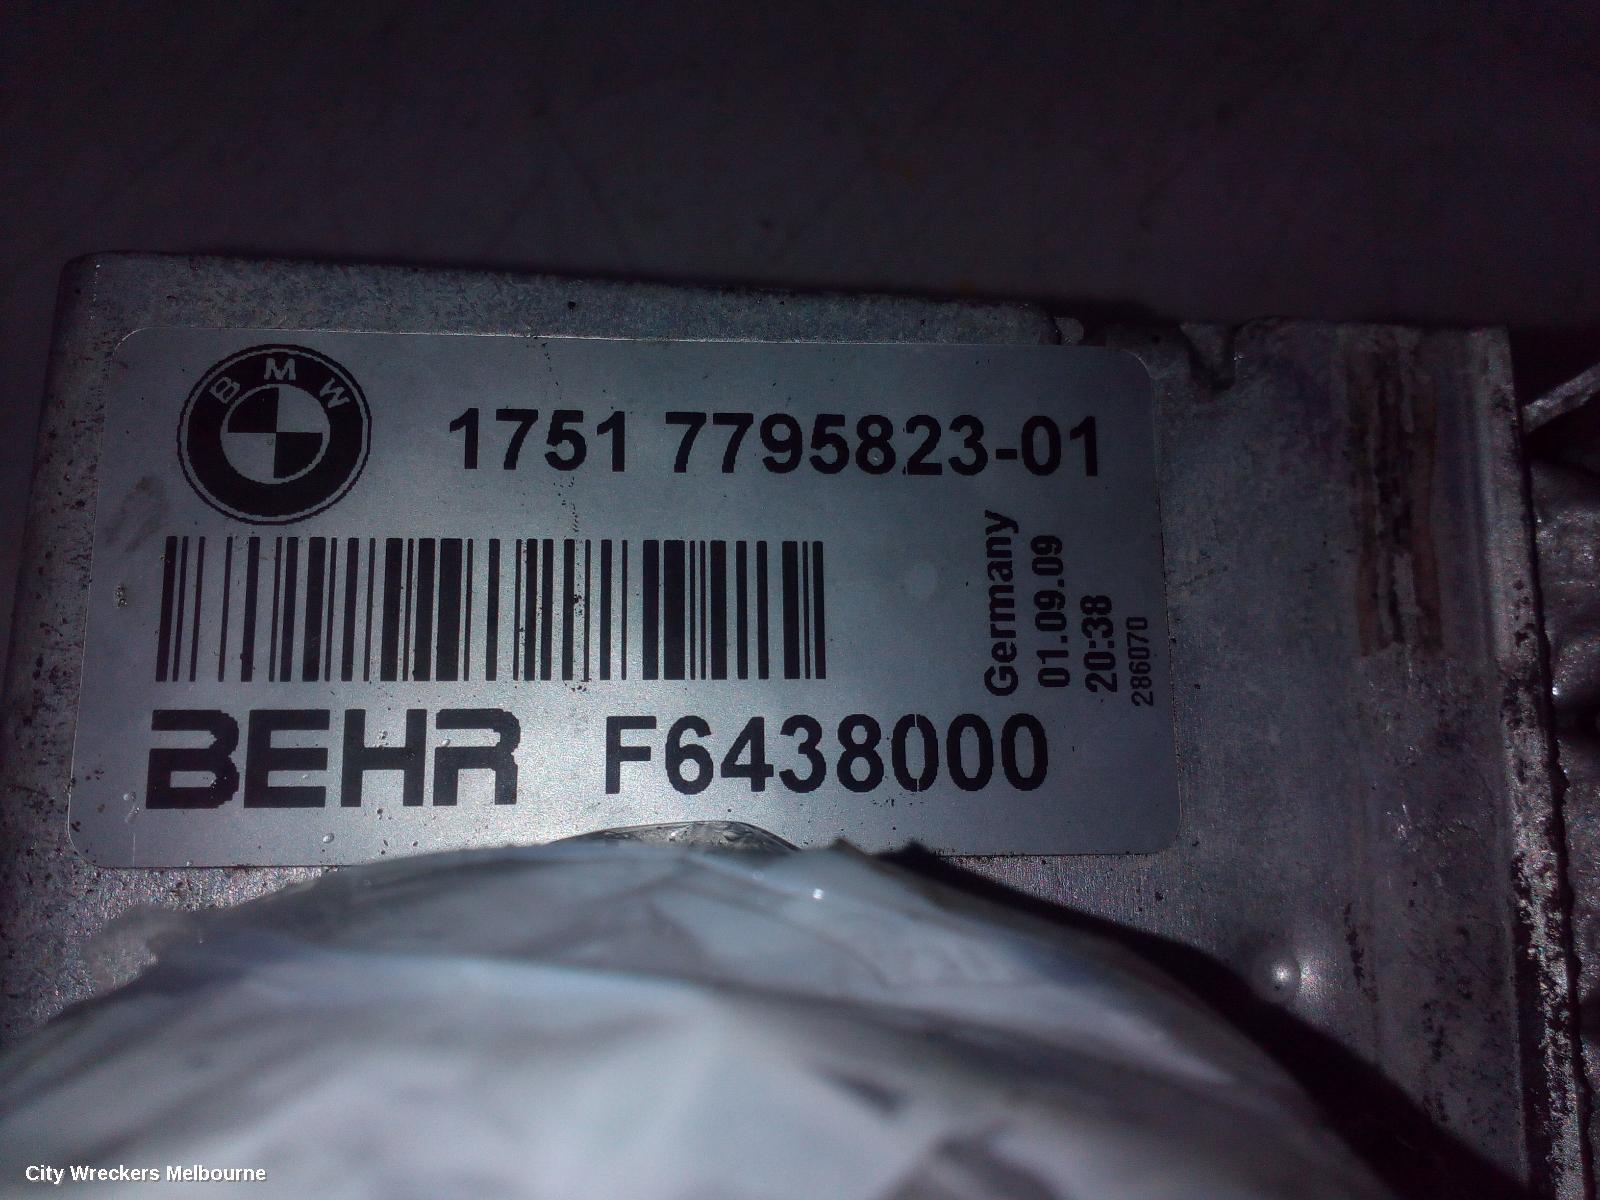 BMW
1751 7795823-01
Germany
01.09.09
20:38
286070
BEHR F6438000
City Wreckers Melbourne